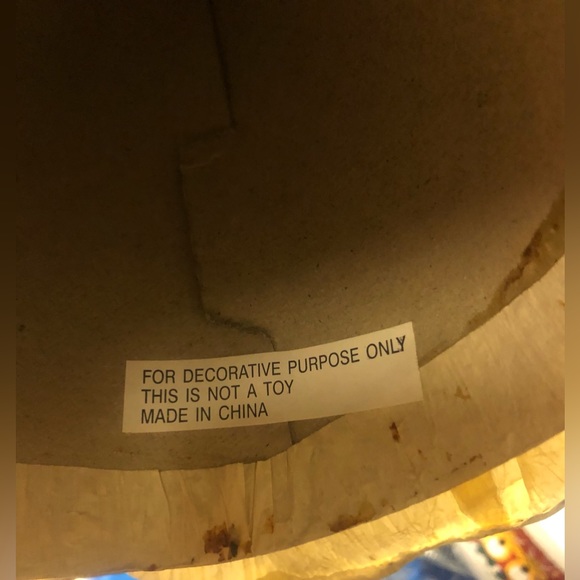 FOR DECORATIVE PURPOSE ONLY
THIS IS NOT A TOY
MADE IN CHINA